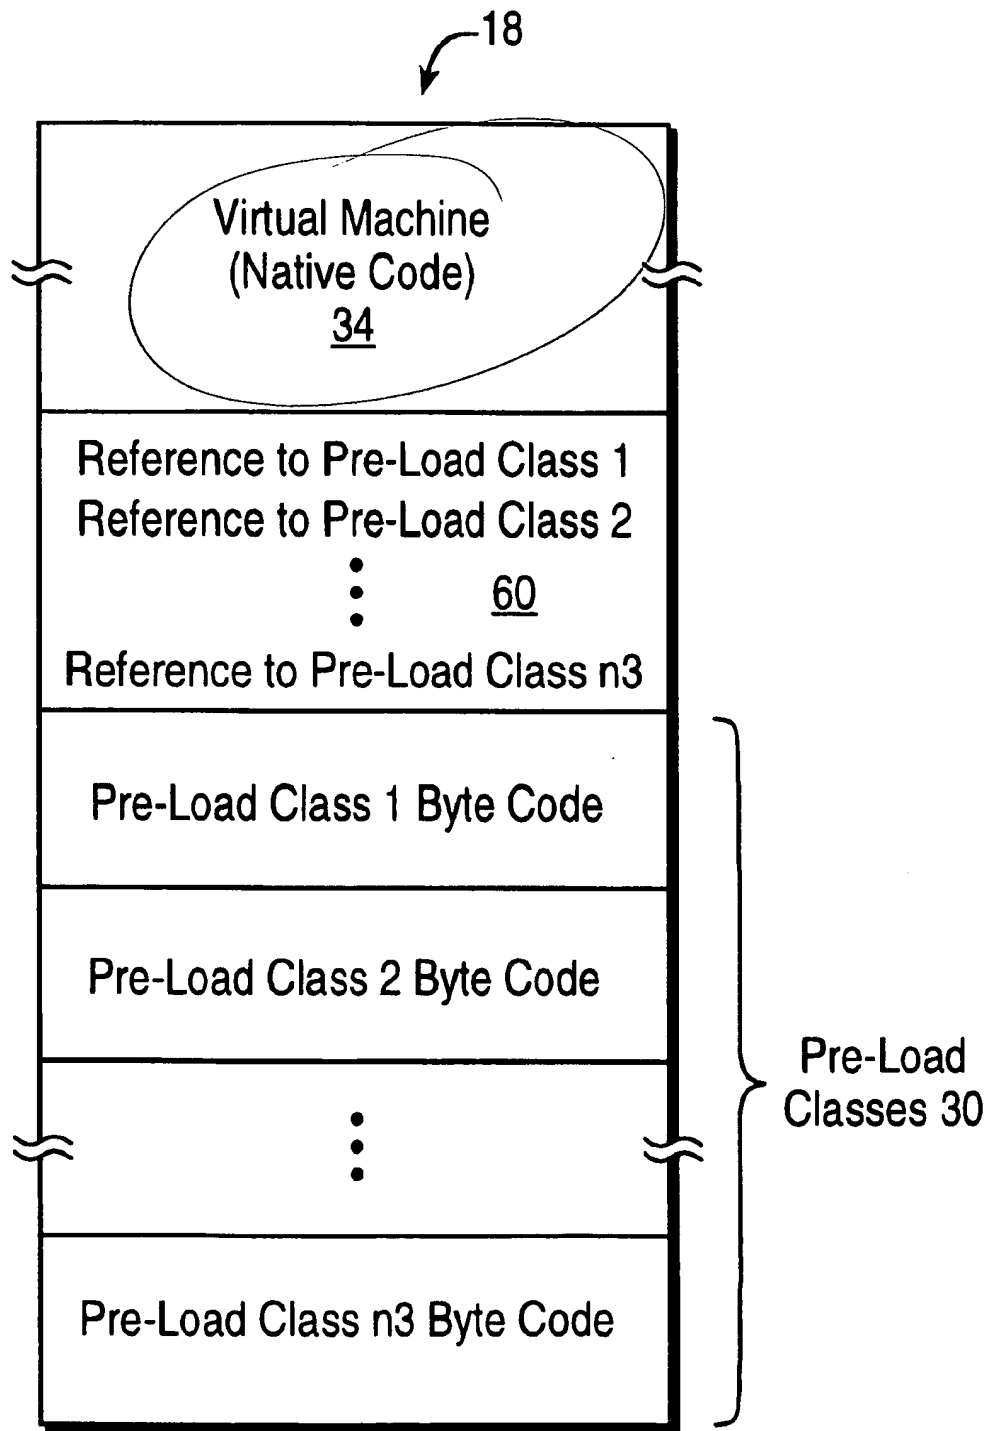 18
Virtual Machine
(Native Code)
34
Reference to Pre-Load Class 1
Reference to Pre-Load Class 2
60
Reference to Pre-Load Class n3
Pre-Load Class 1 Byte Code
Pre-Load Class 2 Byte Code
Pre-Load
Classes 30
Pre-Load Class n3 Byte Code